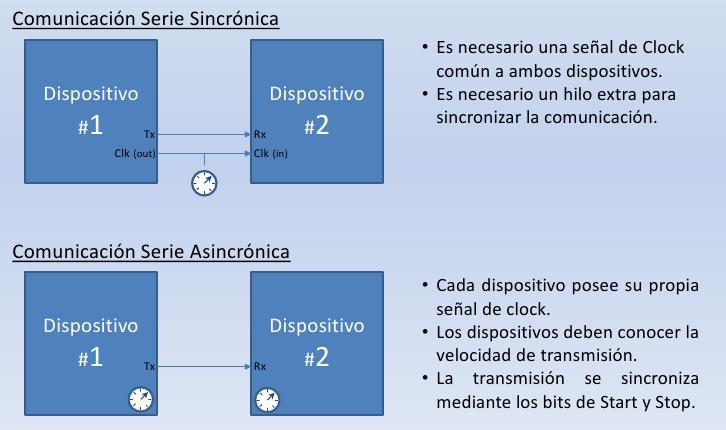 Comunicación Serie Sincrónica
Dispositivo
#1
Tx
Clk (out)
Dispositivo
#2
Rx
Clk (in)
• Es necesario una señal de Clock
común a ambos dispositivos.
• Es necesario un hilo extra para
sincronizar la comunicación.
Comunicación Serie Asincrónica
Dispositivo
#1
Tx
Dispositivo
#2
Rx
• Cada dispositivo posee su propia
señal de clock.
• Los dispositivos deben conocer la
velocidad de transmisión.
• La transmisión se sincroniza
mediante los bits de Start y Stop.